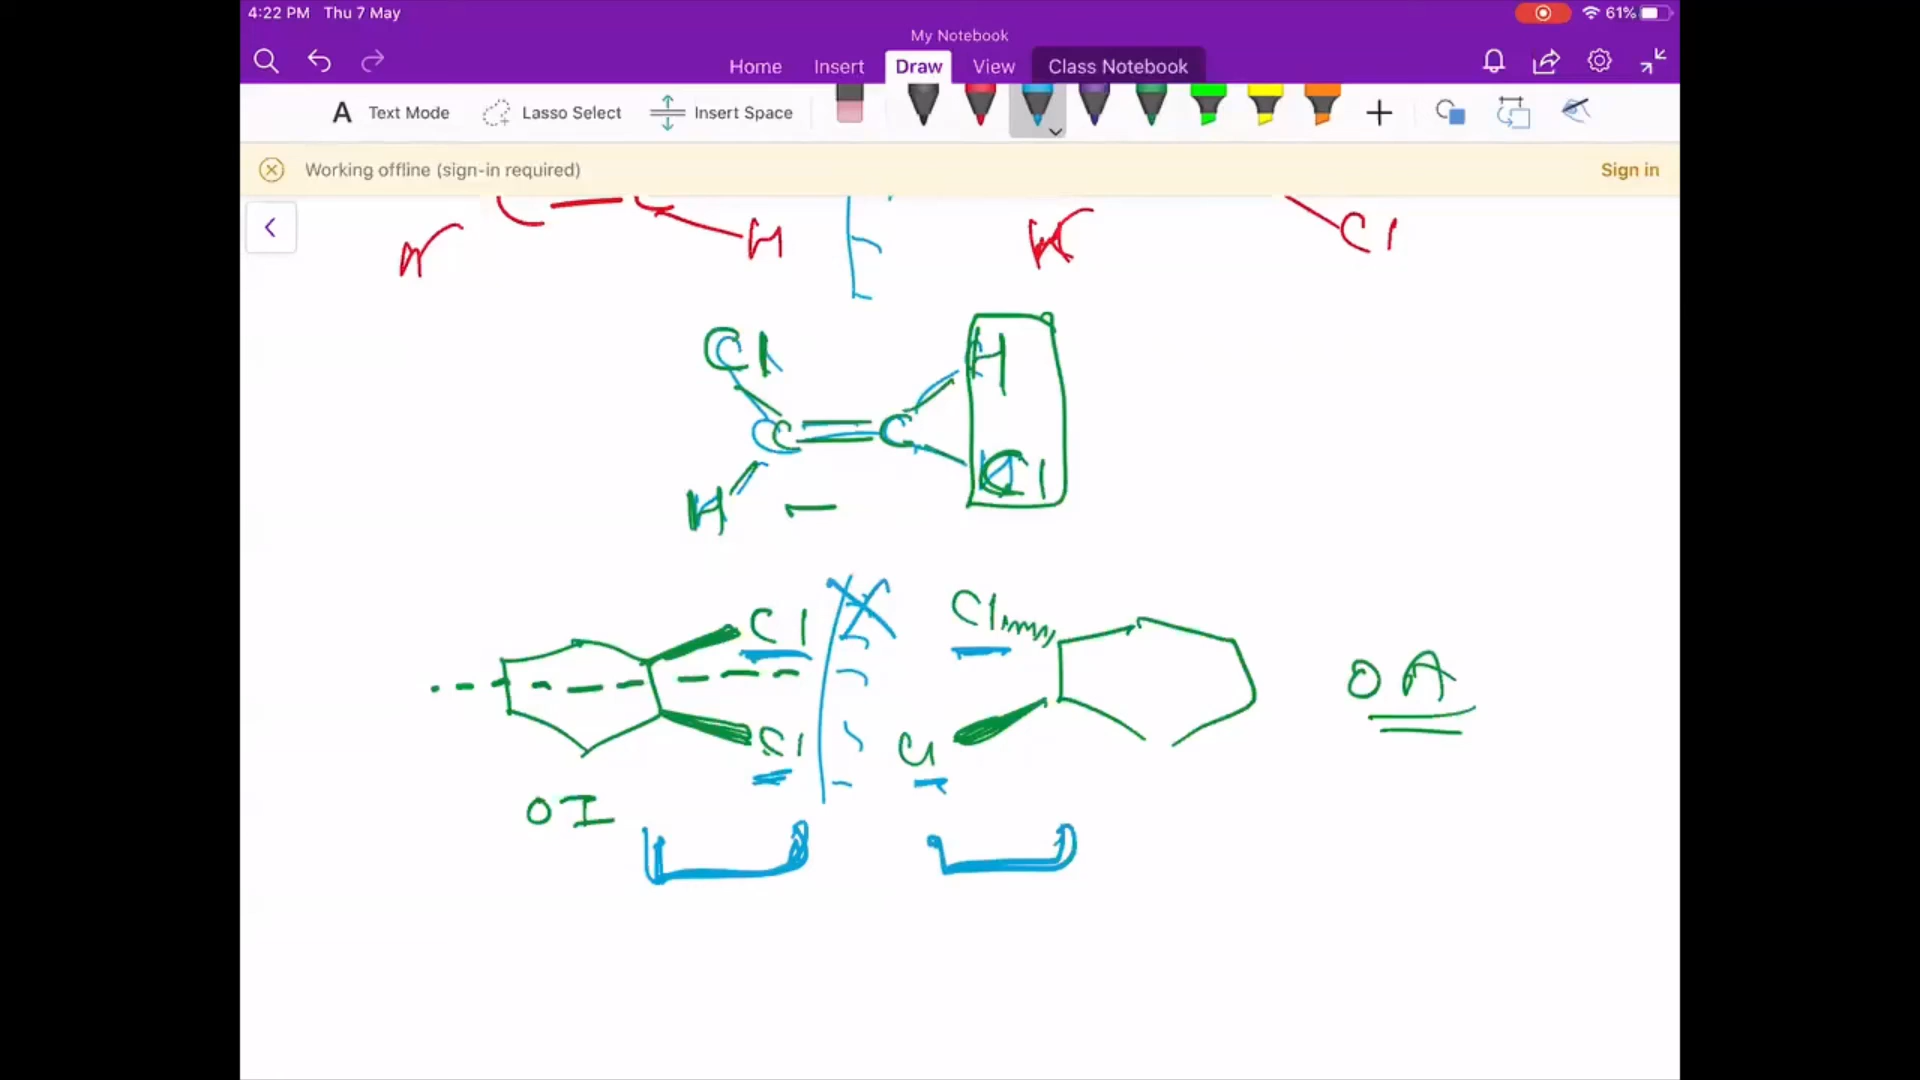 4:22 PM Thu 7 May 61%
My Notebook
Home Insert Draw View Class Notebook
A Text Mode Lasso Select Insert Space
Working offline (sign-in required) Sign in
C C
H H Cl
Cl H
C C
H Cl
Cl Cl
OA
Cl Cl
OI